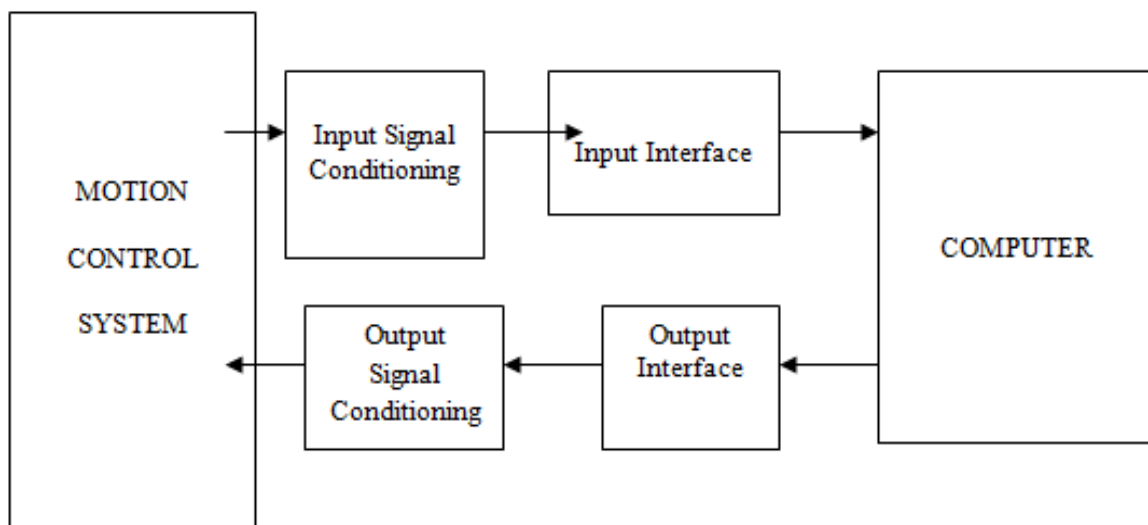 MOTION
CONTROL
SYSTEM
Input Signal
Conditioning
Input Interface
COMPUTER
Output
Signal
Conditioning
Output
Interface